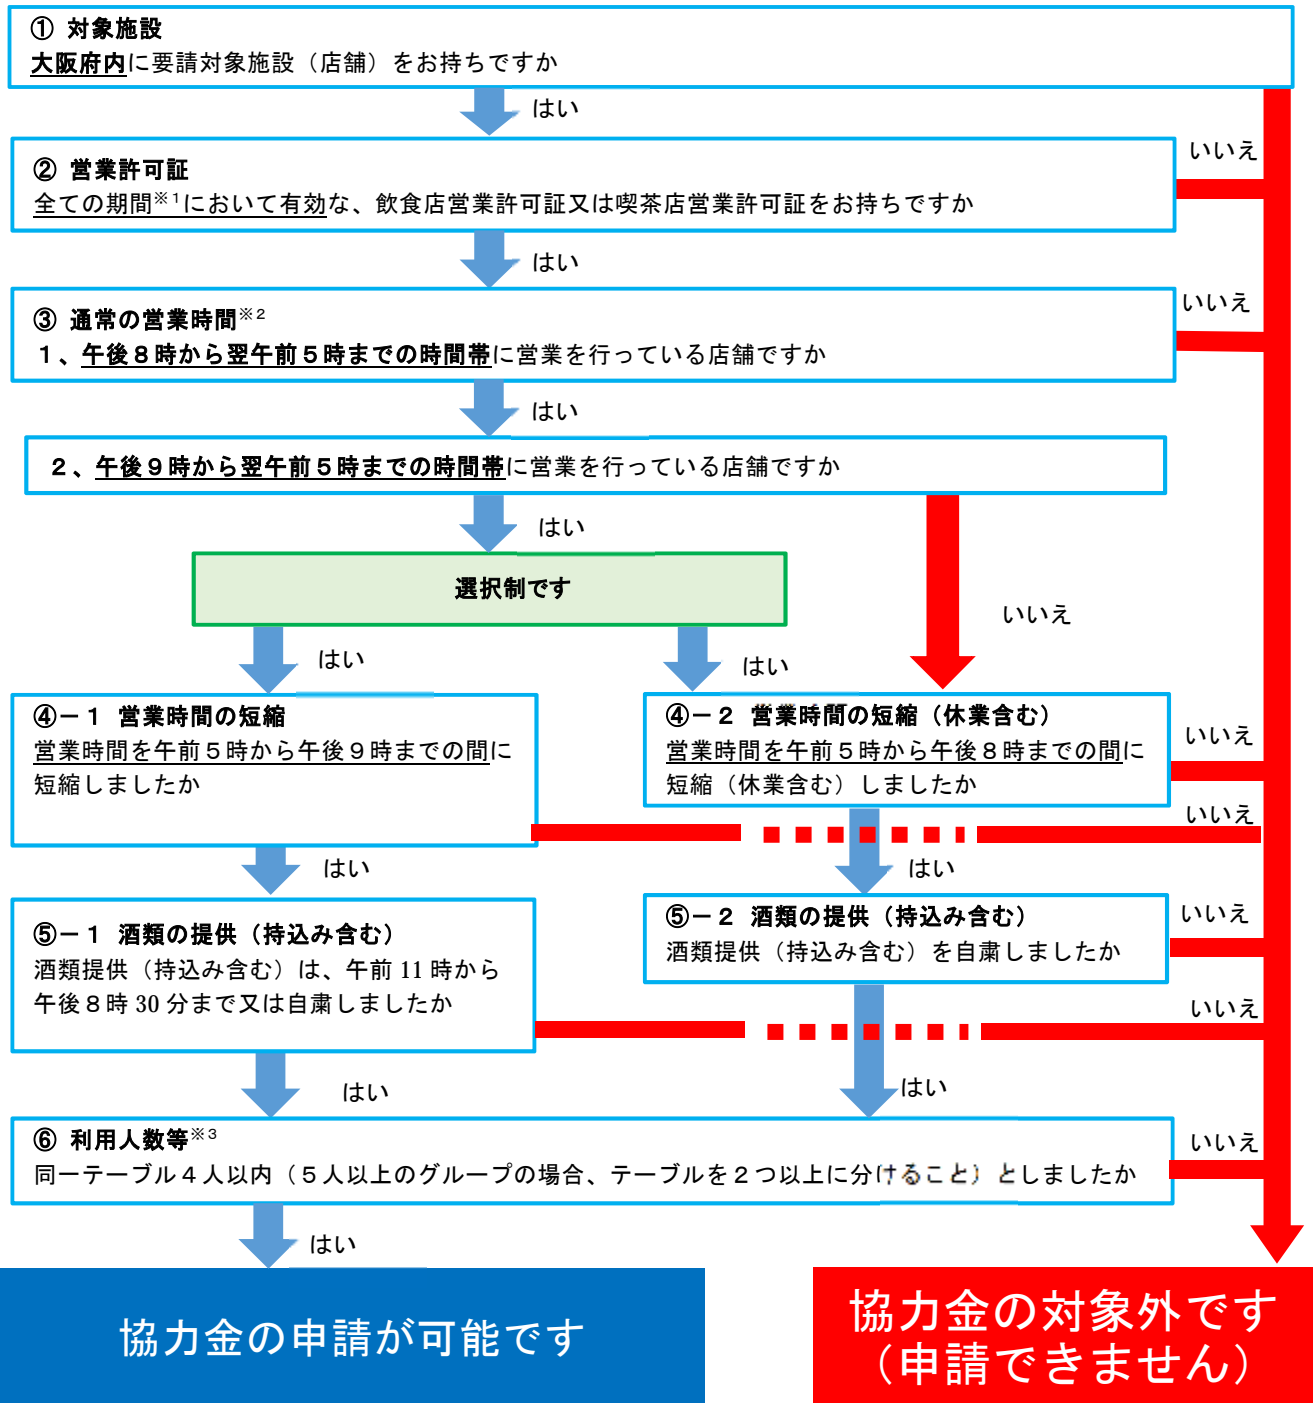 ① 対象施設
大阪府内に要請対象施設（店舗）をお持ちですか
はい
いいえ
② 営業許可証
全ての期間※1において有効な、飲食店営業許可証又は喫茶店営業許可証をお持ちですか
はい
いいえ
③ 通常の営業時間※2
１、午後８時から翌午前５時までの時間帯に営業を行っている店舗ですか
はい
２、午後９時から翌午前５時までの時間帯に営業を行っている店舗ですか
はい
選択制です
いいえ
はい
はい
④－１ 営業時間の短縮
営業時間を午前５時から午後９時までの間に
短縮しましたか
④－２ 営業時間の短縮（休業含む）
営業時間を午前５時から午後８時までの間に
短縮（休業含む）しましたか
いいえ
いいえ
はい
はい
⑤－１ 酒類の提供（持込み含む）
酒類提供（持込み含む）は、午前 11 時から
午後８時 30 分まで又は自粛しましたか
⑤－２ 酒類の提供（持込み含む）
酒類提供（持込み含む）を自粛しましたか
いいえ
いいえ
はい
はい
⑥ 利用人数等※3
同一テーブル４人以内（５人以上のグループの場合、テーブルを２つ以上に分けること）としましたか
いいえ
はい
協力金の申請が可能です
協力金の対象外です
（申請できません）